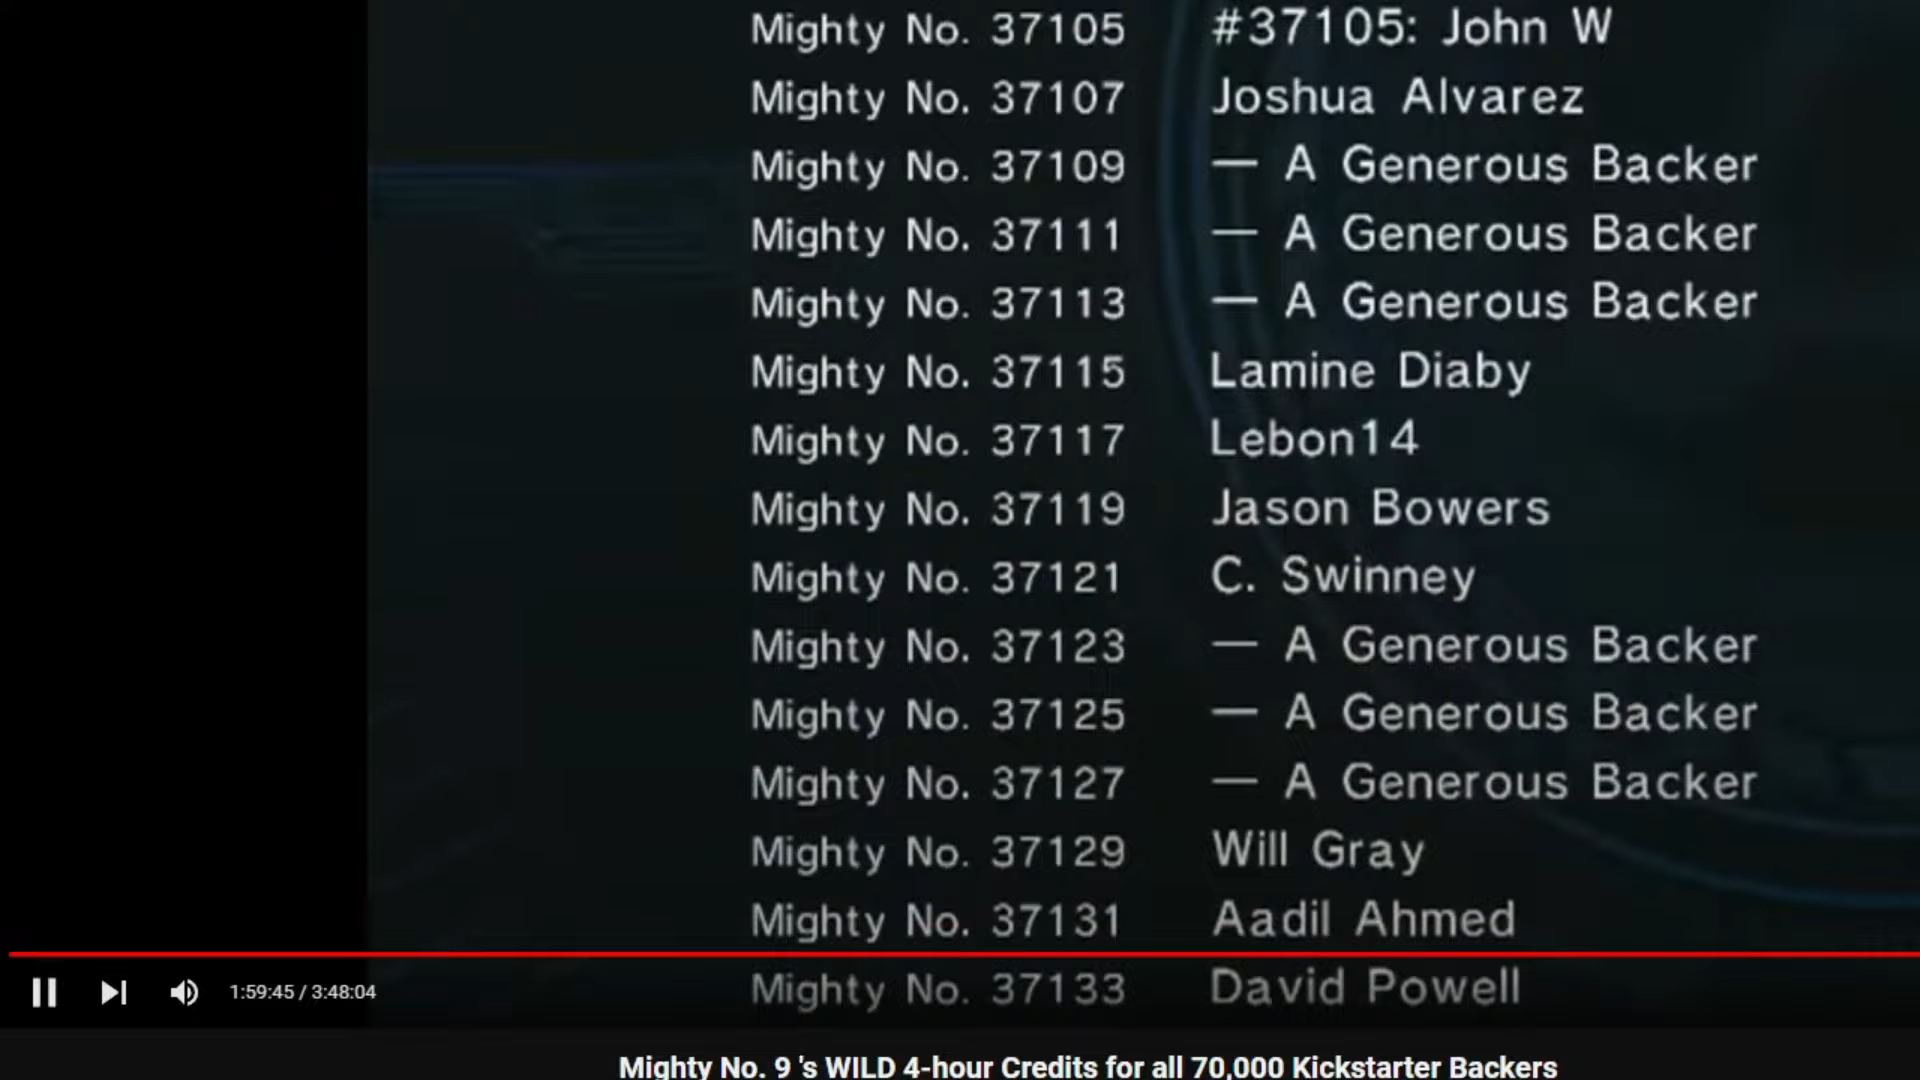 Mighty No. 37105 #37105: John W
Mighty No. 37107 Joshua Alvarez
Mighty No. 37109 — A Generous Backer
Mighty No. 37111 — A Generous Backer
Mighty No. 37113 — A Generous Backer
Mighty No. 37115 Lamine Diaby
Mighty No. 37117 Lebon14
Mighty No. 37119 Jason Bowers
Mighty No. 37121 C. Swinney
Mighty No. 37123 — A Generous Backer
Mighty No. 37125 — A Generous Backer
Mighty No. 37127 — A Generous Backer
Mighty No. 37129 Will Gray
Mighty No. 37131 Aadil Ahmed
Mighty No. 37133 David Powell
1:59:45 / 3:48:04
Mighty No. 9 's WILD 4-hour Credits for all 70,000 Kickstarter Backers